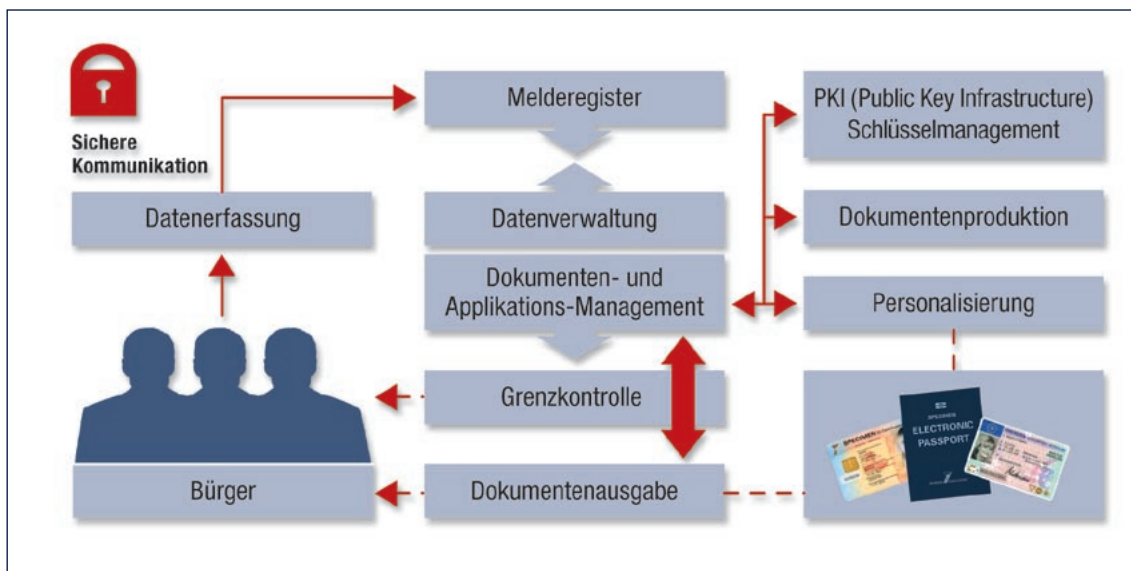 Sichere
Kommunikation
Melderegister
PKI (Public Key Infrastructure)
Schlüsselmanagement
Datenerfassung
Datenverwaltung
Dokumentenproduktion
Dokumenten- und
Applikations-Management
Personalisierung
Grenzkontrolle
SPECIMEN
SPECIMEN
ELECTRONIC
PASSPORT
Bürger
Dokumentenausgabe